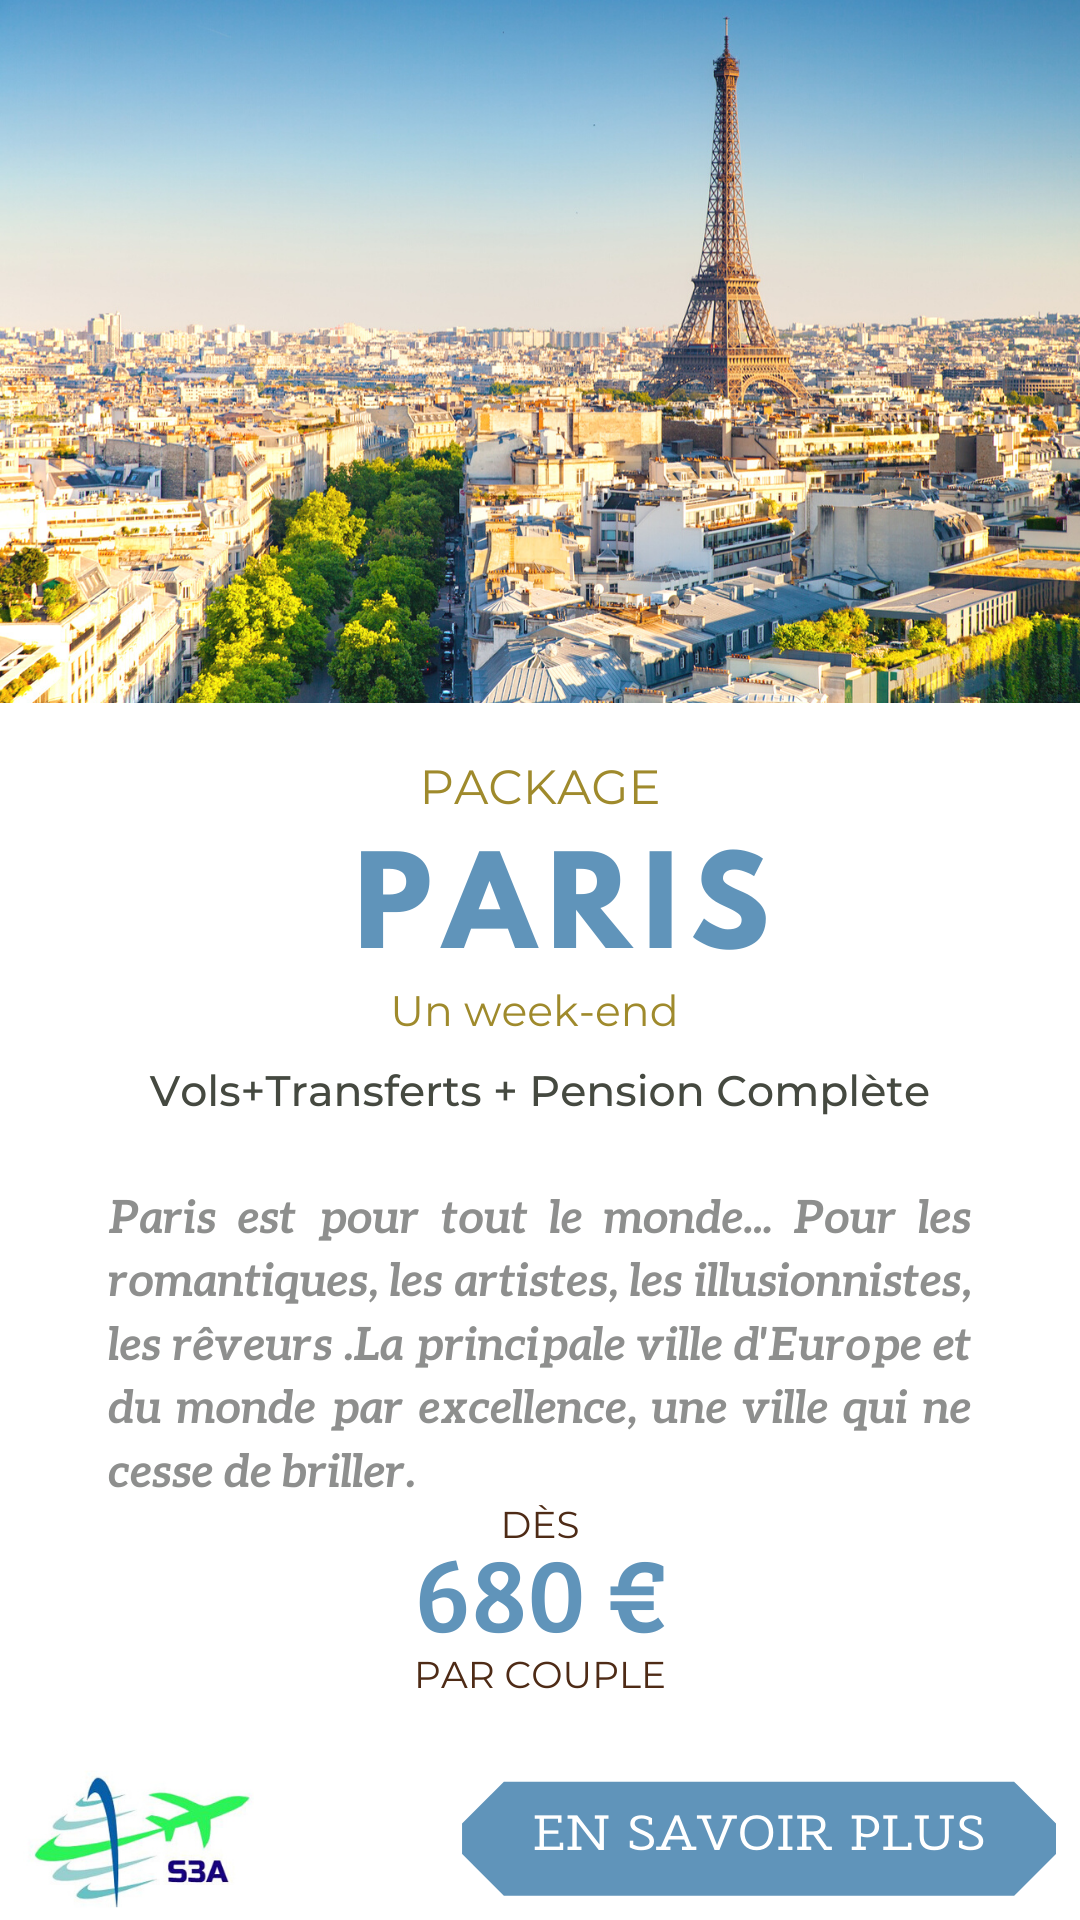 PACKAGE
PARIS
Un week-end
Vols+Transferts + Pension Complète
Paris est pour tout le monde... Pour les
romantiques, les artistes, les illusionnistes,
les rêveurs .La principale ville d'Europe et
du monde par excellence, une ville qui ne
cesse de briller.
DÈS
680 €
PAR COUPLE
S3A
EN SAVOIR PLUS